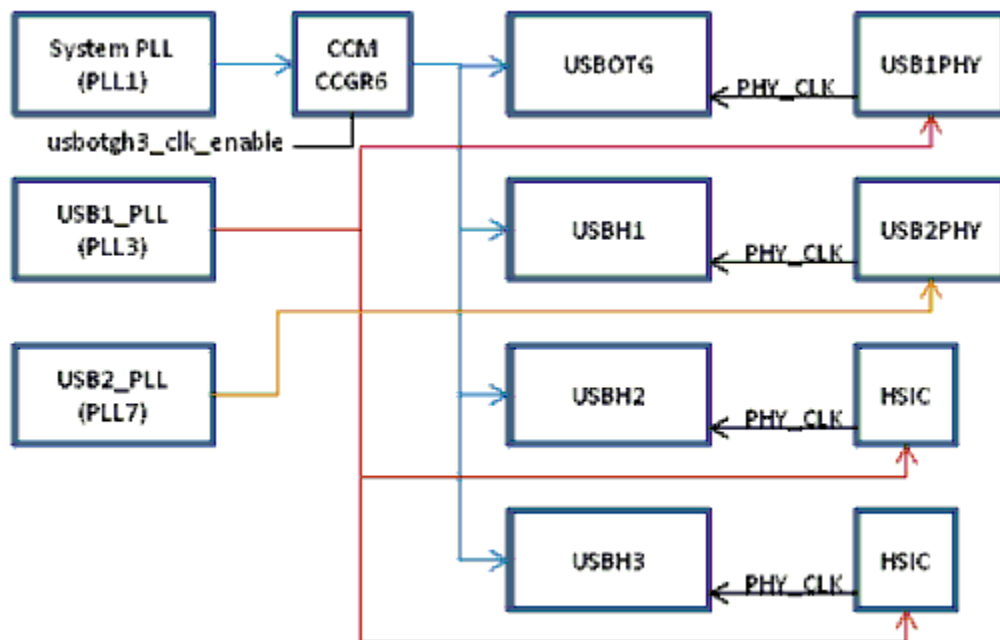 System PLL
(PLL1)
CCM
CCGR6
USBOTG
PHY_CLK
USB1PHY
usbotgh3_clk_enable
USB1_PLL
(PLL3)
USBH1
PHY_CLK
USB2PHY
USB2_PLL
(PLL7)
USBH2
PHY_CLK
HSIC
USBH3
PHY_CLK
HSIC